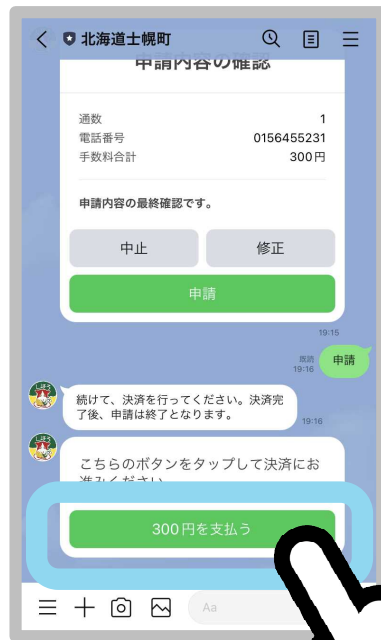 北海道士幌町
申請内容の確認
通数 1
電話番号 0156455231
手数料合計 300円
申請内容の最終確認です。
中止 修正
申請
19:15
既読
19:16
申請
続けて、決済を行ってください。決済完
了後、申請は終了となります。
19:16
こちらのボタンをタップして決済にお
進みください
300円を支払う
Aa